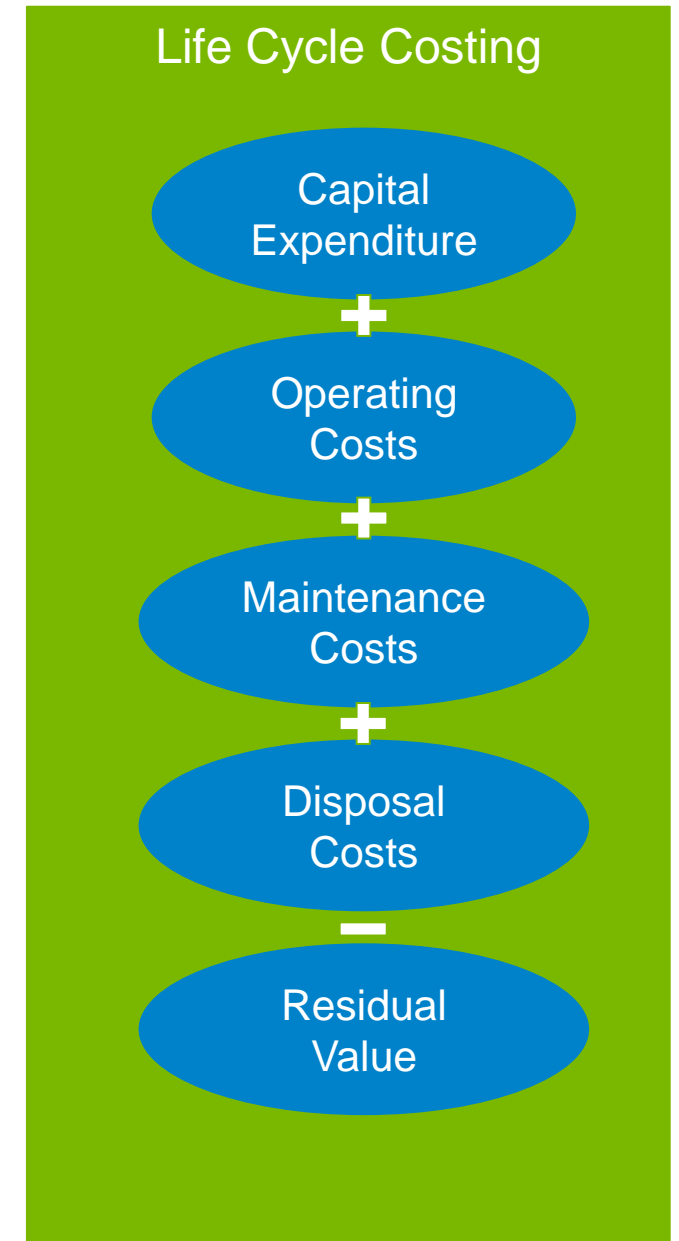 Life Cycle Costing
Capital
Expenditure
+
Operating
Costs
+
Maintenance
Costs
+
Disposal
Costs
−
Residual
Value